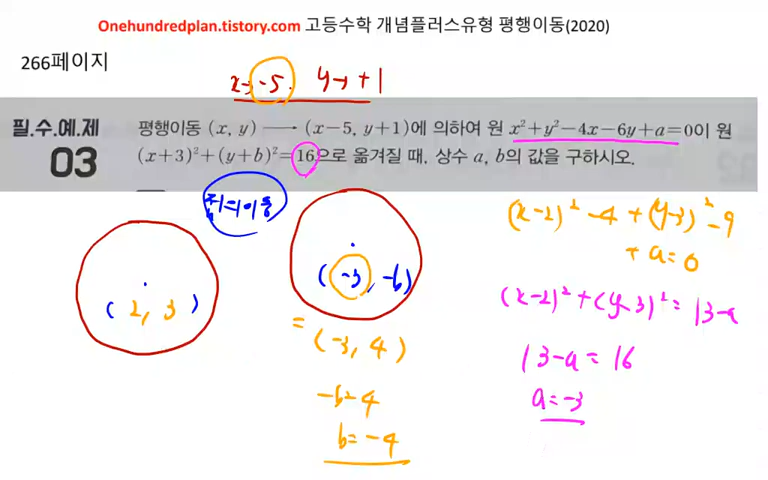 Onehundredplan.tistory.com 고등수학 개념플러스유형 평행이동(2020)
266페이지
x→ -5. y→ +1
필.수.예.제 03
평행이동 (x, y) ⟶ (x−5, y+1)에 의하여 원 x²+y²−4x−6y+a=0이 원
(x+3)²+(y+b)²=16으로 옮겨질 때, 상수 a, b의 값을 구하시오.
(2, 3)
(-3, -b)
= (-3, 4)
-b=4
b=-4
(x-2)²-4+(y-3)²-9
+a=0
(x-2)²+(y-3)²=13-a
13-a=16
a=-3